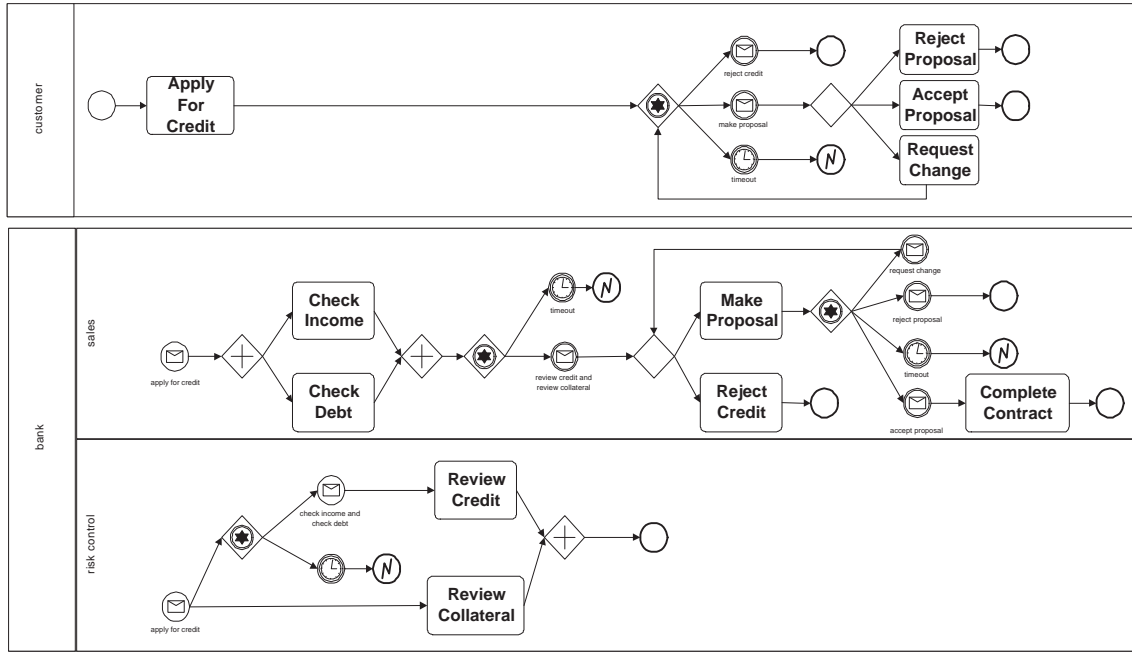 customer
Apply
For
Credit
reject credit
make proposal
timeout
Reject
Proposal
Accept
Proposal
Request
Change
bank
sales
apply for credit
Check
Income
Check
Debt
timeout
review credit and
review collateral
Make
Proposal
Reject
Credit
request change
reject proposal
timeout
accept proposal
Complete
Contract
risk control
apply for credit
check income and
check debt
Review
Credit
Review
Collateral